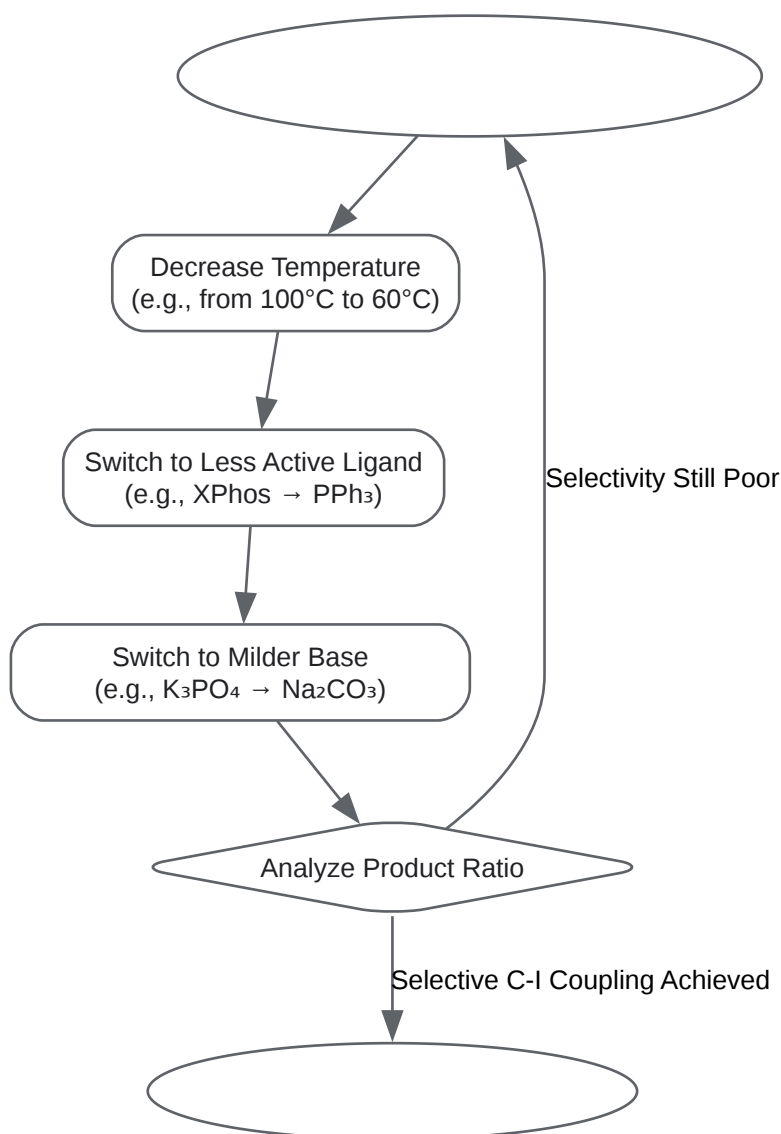 Decrease Temperature
(e.g., from 100°C to 60°C)
Switch to Less Active Ligand
(e.g., XPhos → PPh₃)
Selectivity Still Poor
Switch to Milder Base
(e.g., K₃PO₄ → Na₂CO₃)
Analyze Product Ratio
Selective C-I Coupling Achieved